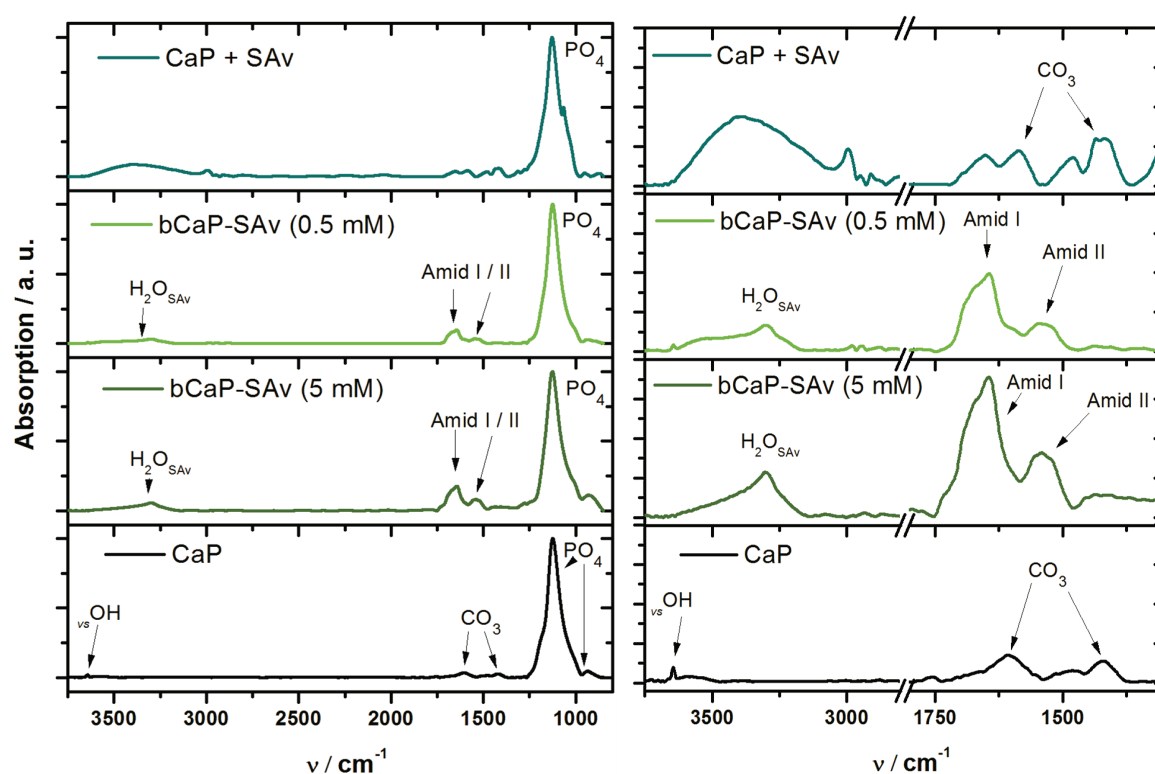 Absorption / a. u.
CaP + SAv
PO4
bCaP-SAv (0.5 mM)
PO4
Amid I / II
H2OSAv
bCaP-SAv (5 mM)
PO4
Amid I / II
H2OSAv
CaP
PO4
vsOH
CO3
3500 3000 2500 2000 1500 1000
ν / cm-1
CaP + SAv
CO3
bCaP-SAv (0.5 mM)
Amid I
Amid II
H2OSAv
bCaP-SAv (5 mM)
Amid I
Amid II
H2OSAv
CaP
CO3
vsOH
3500 3000 1750 1500
ν / cm-1